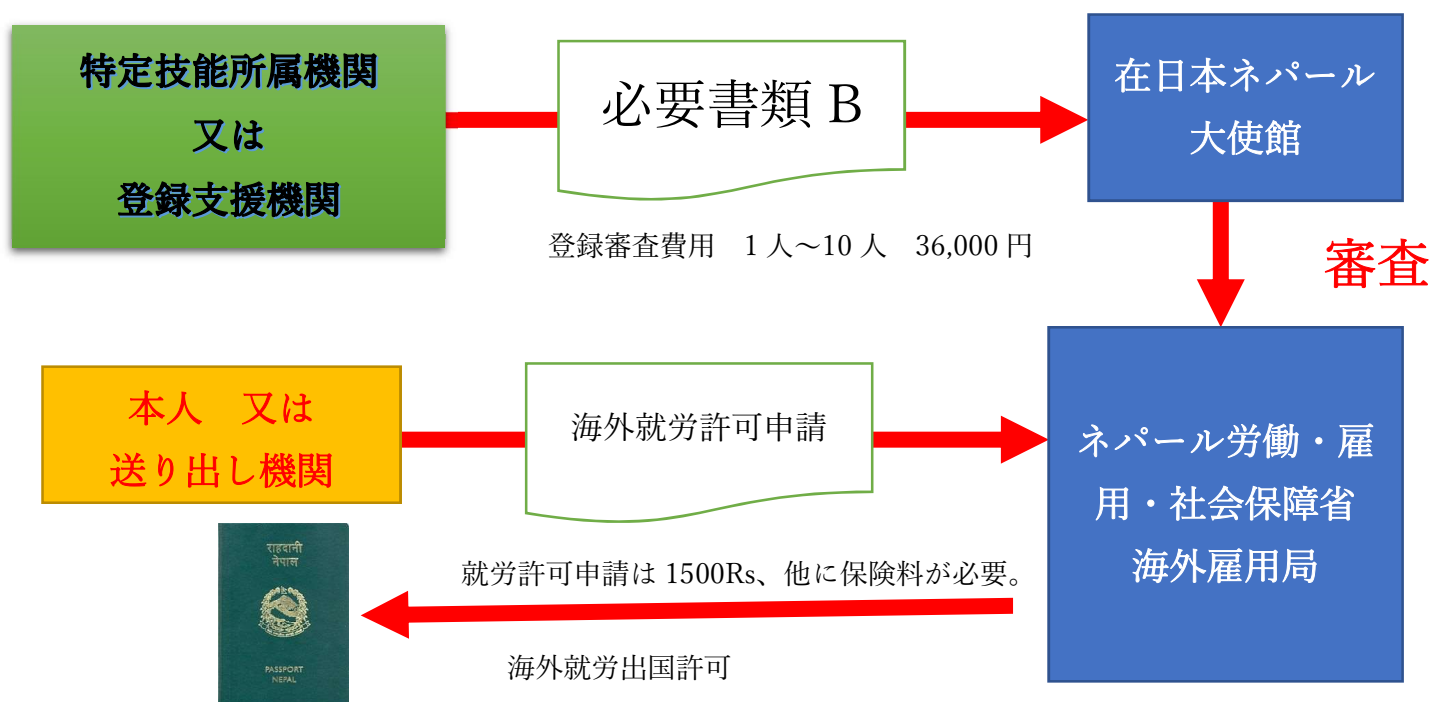 特定技能所属機関
又は
登録支援機関
必要書類 B
在日本ネパール
大使館
登録審査費用　1 人～10 人　36,000 円
審査
本人　又は
送り出し機関
海外就労許可申請
ネパール労働・雇
用・社会保障省
海外雇用局
राहदानी
नेपाल
就労許可申請は 1500Rs、他に保険料が必要。
PASSPORT
NEPAL
海外就労出国許可